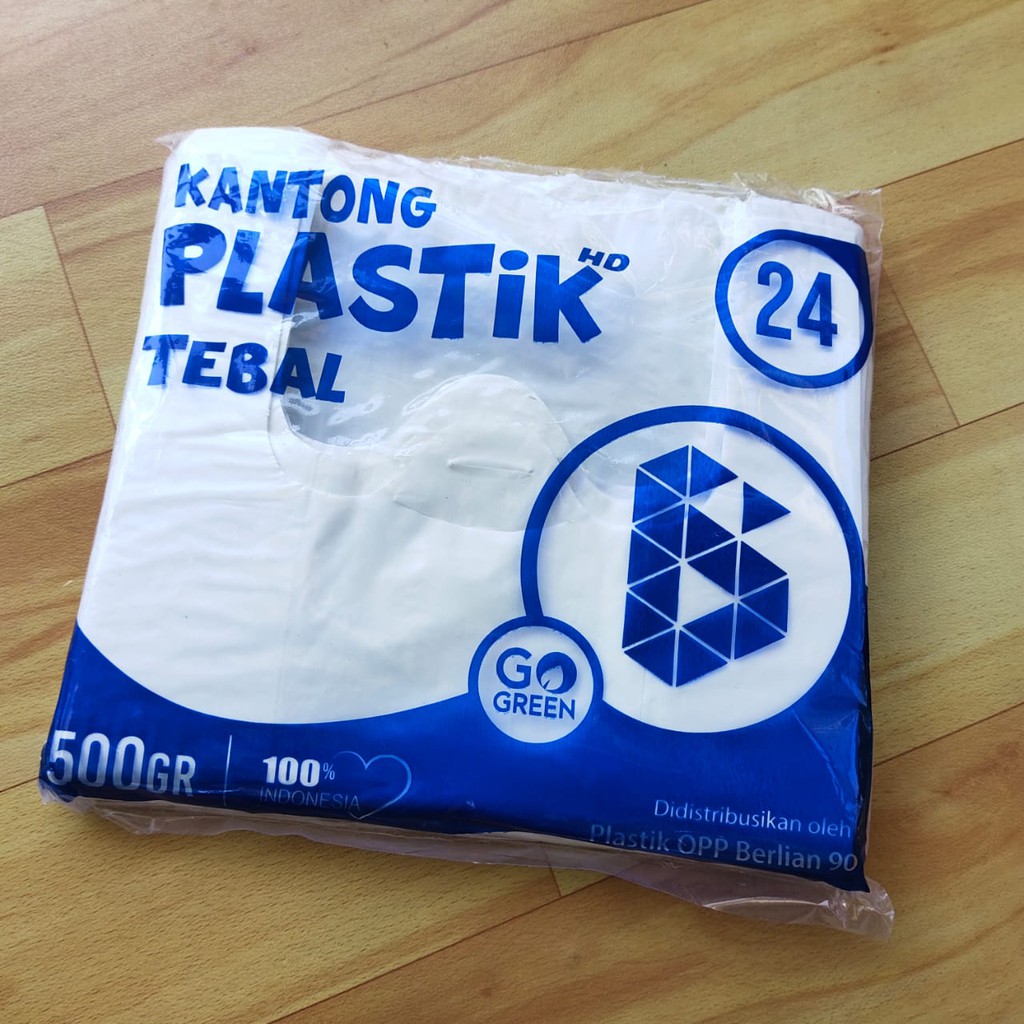 KANTONG
PLASTiK HD
TEBAL
24
GO
GREEN
500GR
100%
INDONESIA
Didistribusikan oleh
Plastik OPP Berlian 90